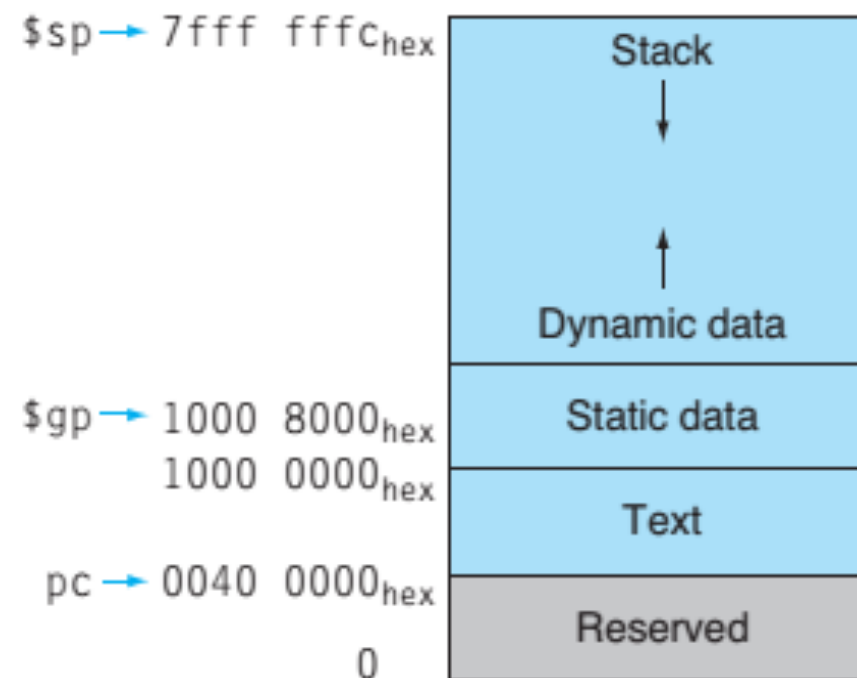 $sp 7fff fffchex
Stack
Dynamic data
$gp 1000 8000hex
Static data
1000 0000hex
Text
pc 0040 0000hex
Reserved
0